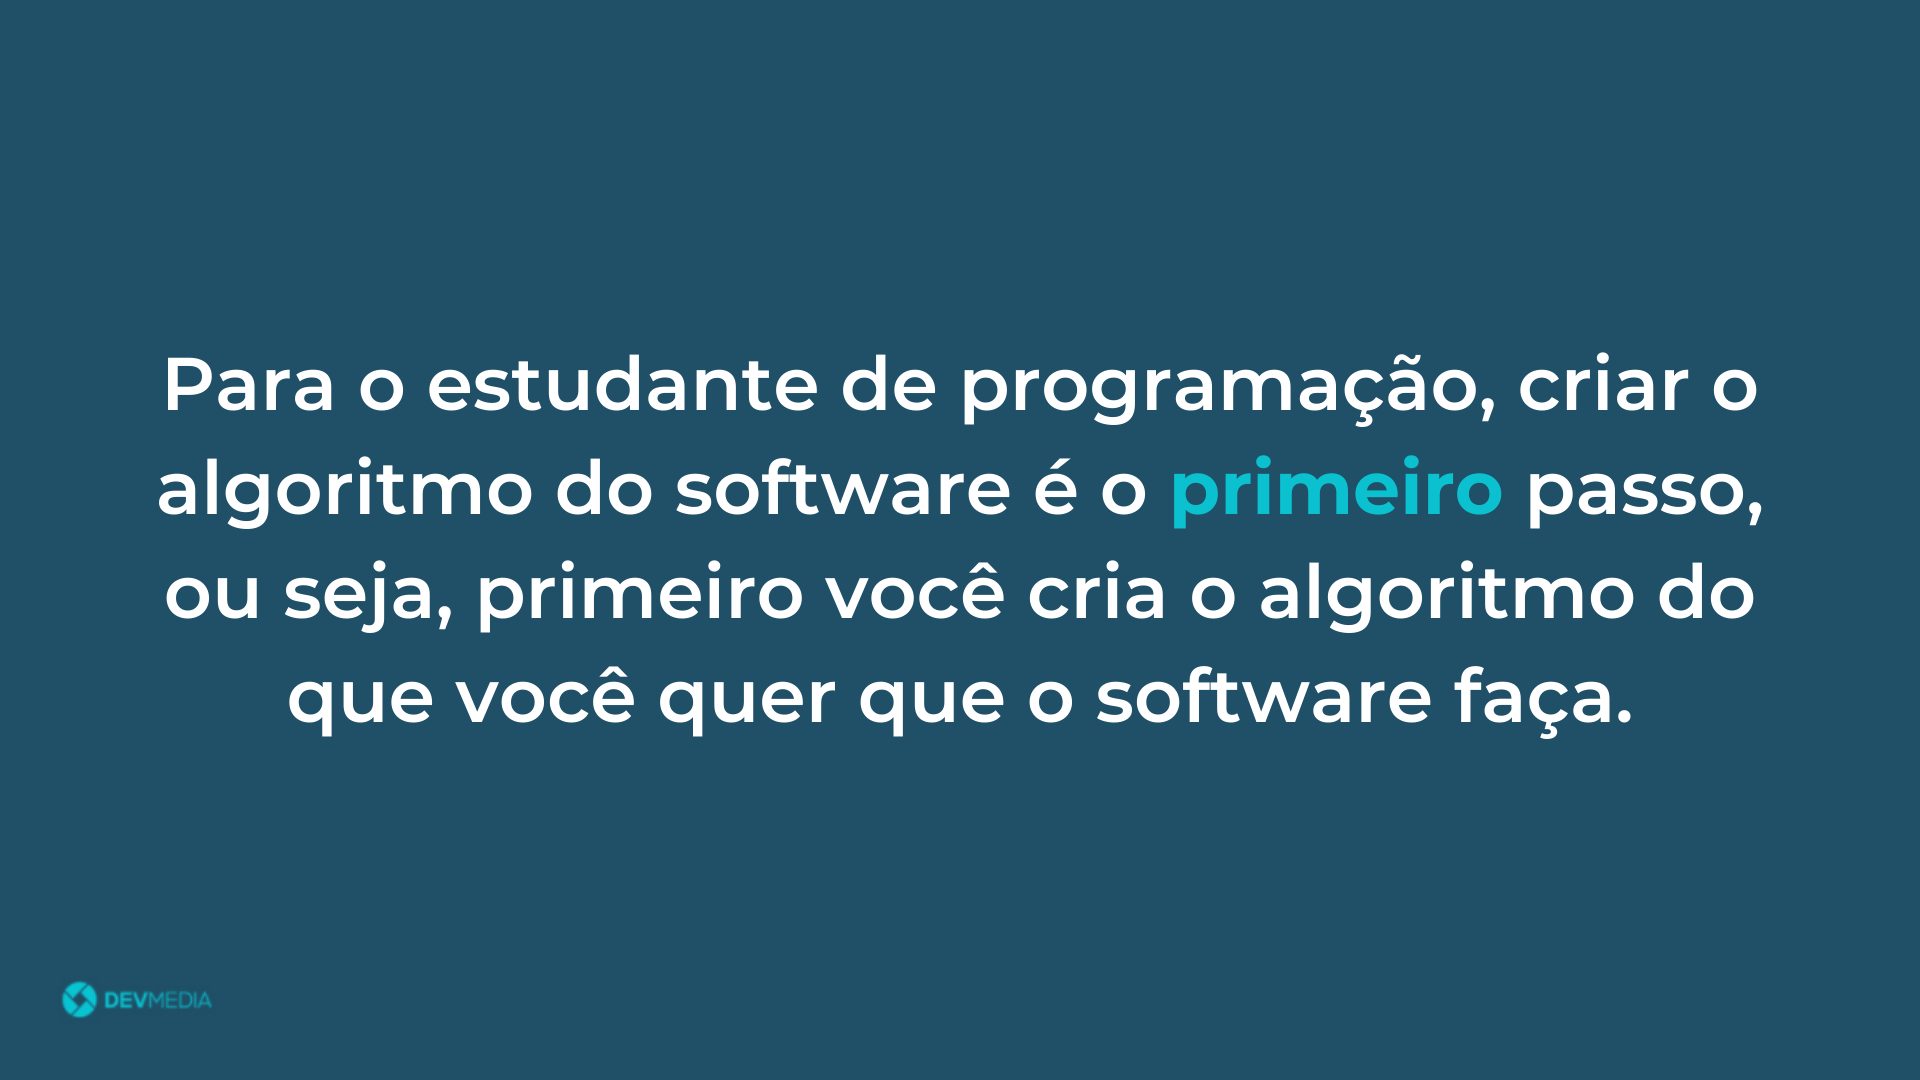 Para o estudante de programação, criar o
algoritmo do software é o primeiro passo,
ou seja, primeiro você cria o algoritmo do
que você quer que o software faça.
DEVMEDIA